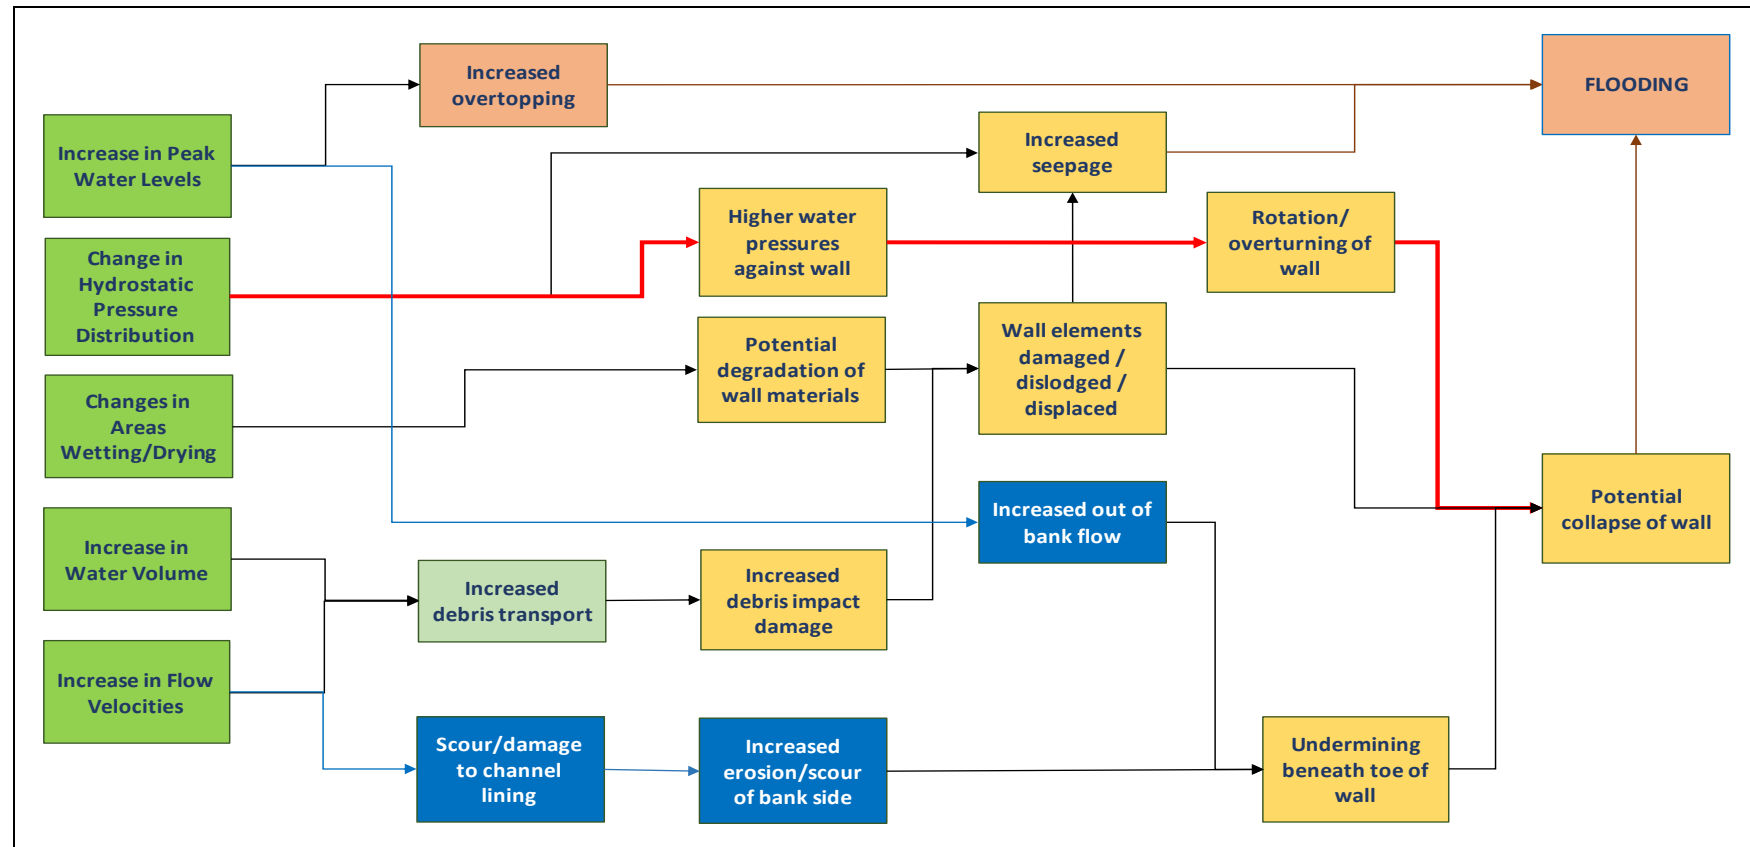 Increased
overtopping
FLOODING
Increase in Peak
Water Levels
Increased
seepage
Higher water
pressures
against wall
Rotation/
overturning of
wall
Change in
Hydrostatic
Pressure
Distribution
Potential
degradation of
wall materials
Wall elements
damaged /
dislodged /
displaced
Changes in
Areas
Wetting/Drying
Increased out of
bank flow
Potential
collapse of wall
Increase in
Water Volume
Increased
debris transport
Increased
debris impact
damage
Increase in Flow
Velocities
Scour/damage
to channel
lining
Increased
erosion/scour
of bank side
Undermining
beneath toe of
wall